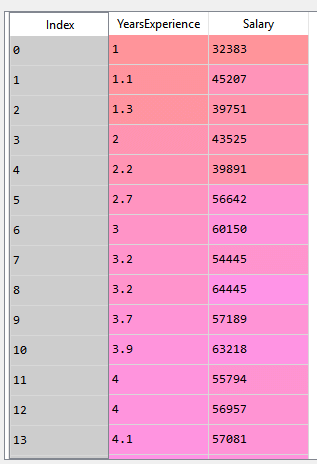 Index YearsExperience Salary
0 1 32383
1 1.1 45207
2 1.3 39751
3 2 43525
4 2.2 39891
5 2.7 56642
6 3 60150
7 3.2 54445
8 3.2 64445
9 3.7 57189
10 3.9 63218
11 4 55794
12 4 56957
13 4.1 57081